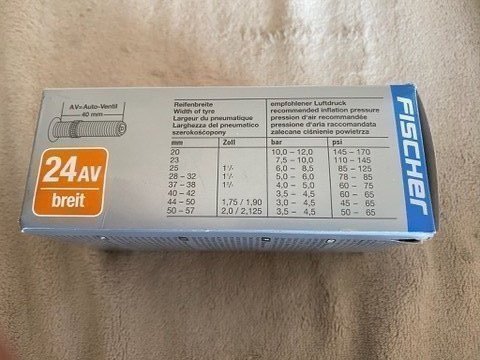 AV=Auto-Ventil
40 mm
24 AV
breit
Reifenbreite
Width of tyre
Largeur du pneumatique
Larghezza del pneumatico
szerokośćopony
empfohlener Luftdruck
recommended inflation pressure
pression d'air recommandée
pressione d'aria raccomandata
zalecane ciśnienie powietrza
mm Zoll bar psi
20 10,0 – 12,0 145 – 170
23 7,5 – 10,0 110 – 145
25 6,0 – 8,5 85 – 125
28 – 32 5,0 – 6,0 78 – 85
37 – 38 4,0 – 5,0 60 – 75
40 – 42 3,5 – 4,5 50 – 65
44 – 50 1,75 / 1,90 3,0 – 4,5 45 – 65
50 – 57 2,0 / 2,125 3,5 – 4,5 50 – 65
FISCHER